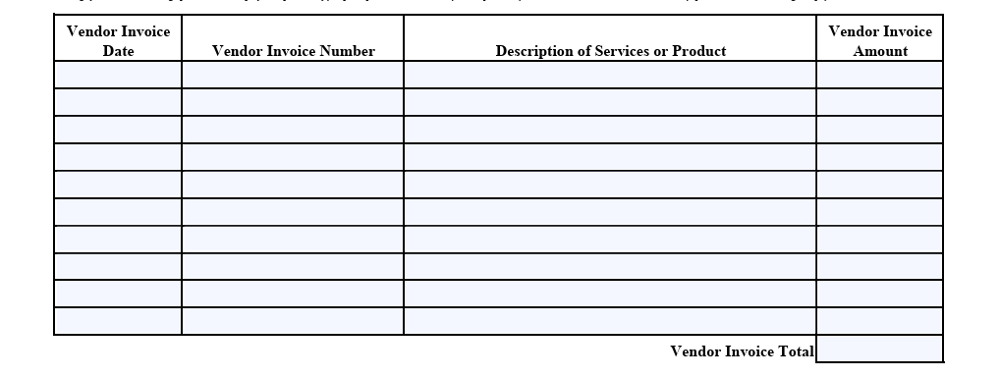 Vendor Invoice Date
Vendor Invoice Number
Description of Services or Product
Vendor Invoice Amount
Vendor Invoice Total